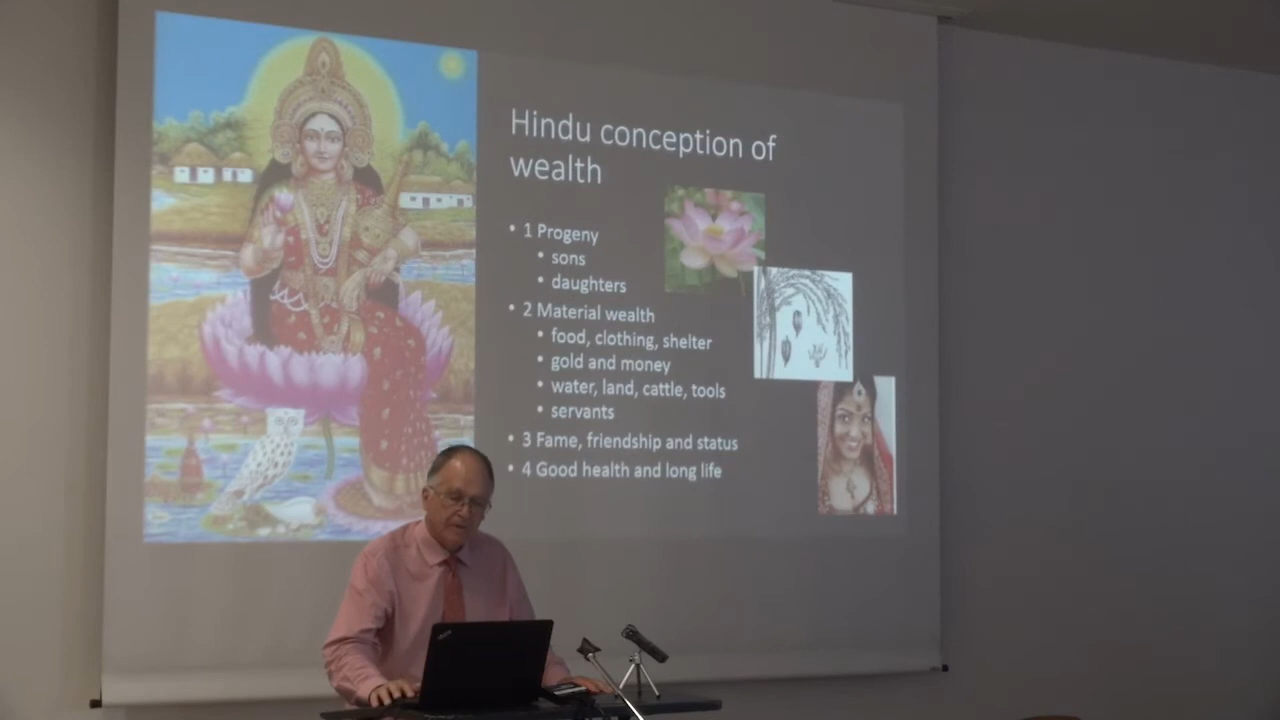 Hindu conception of
wealth
• 1 Progeny
• sons
• daughters
• 2 Material wealth
• food, clothing, shelter
• gold and money
• water, land, cattle, tools
• servants
• 3 Fame, friendship and status
• 4 Good health and long life